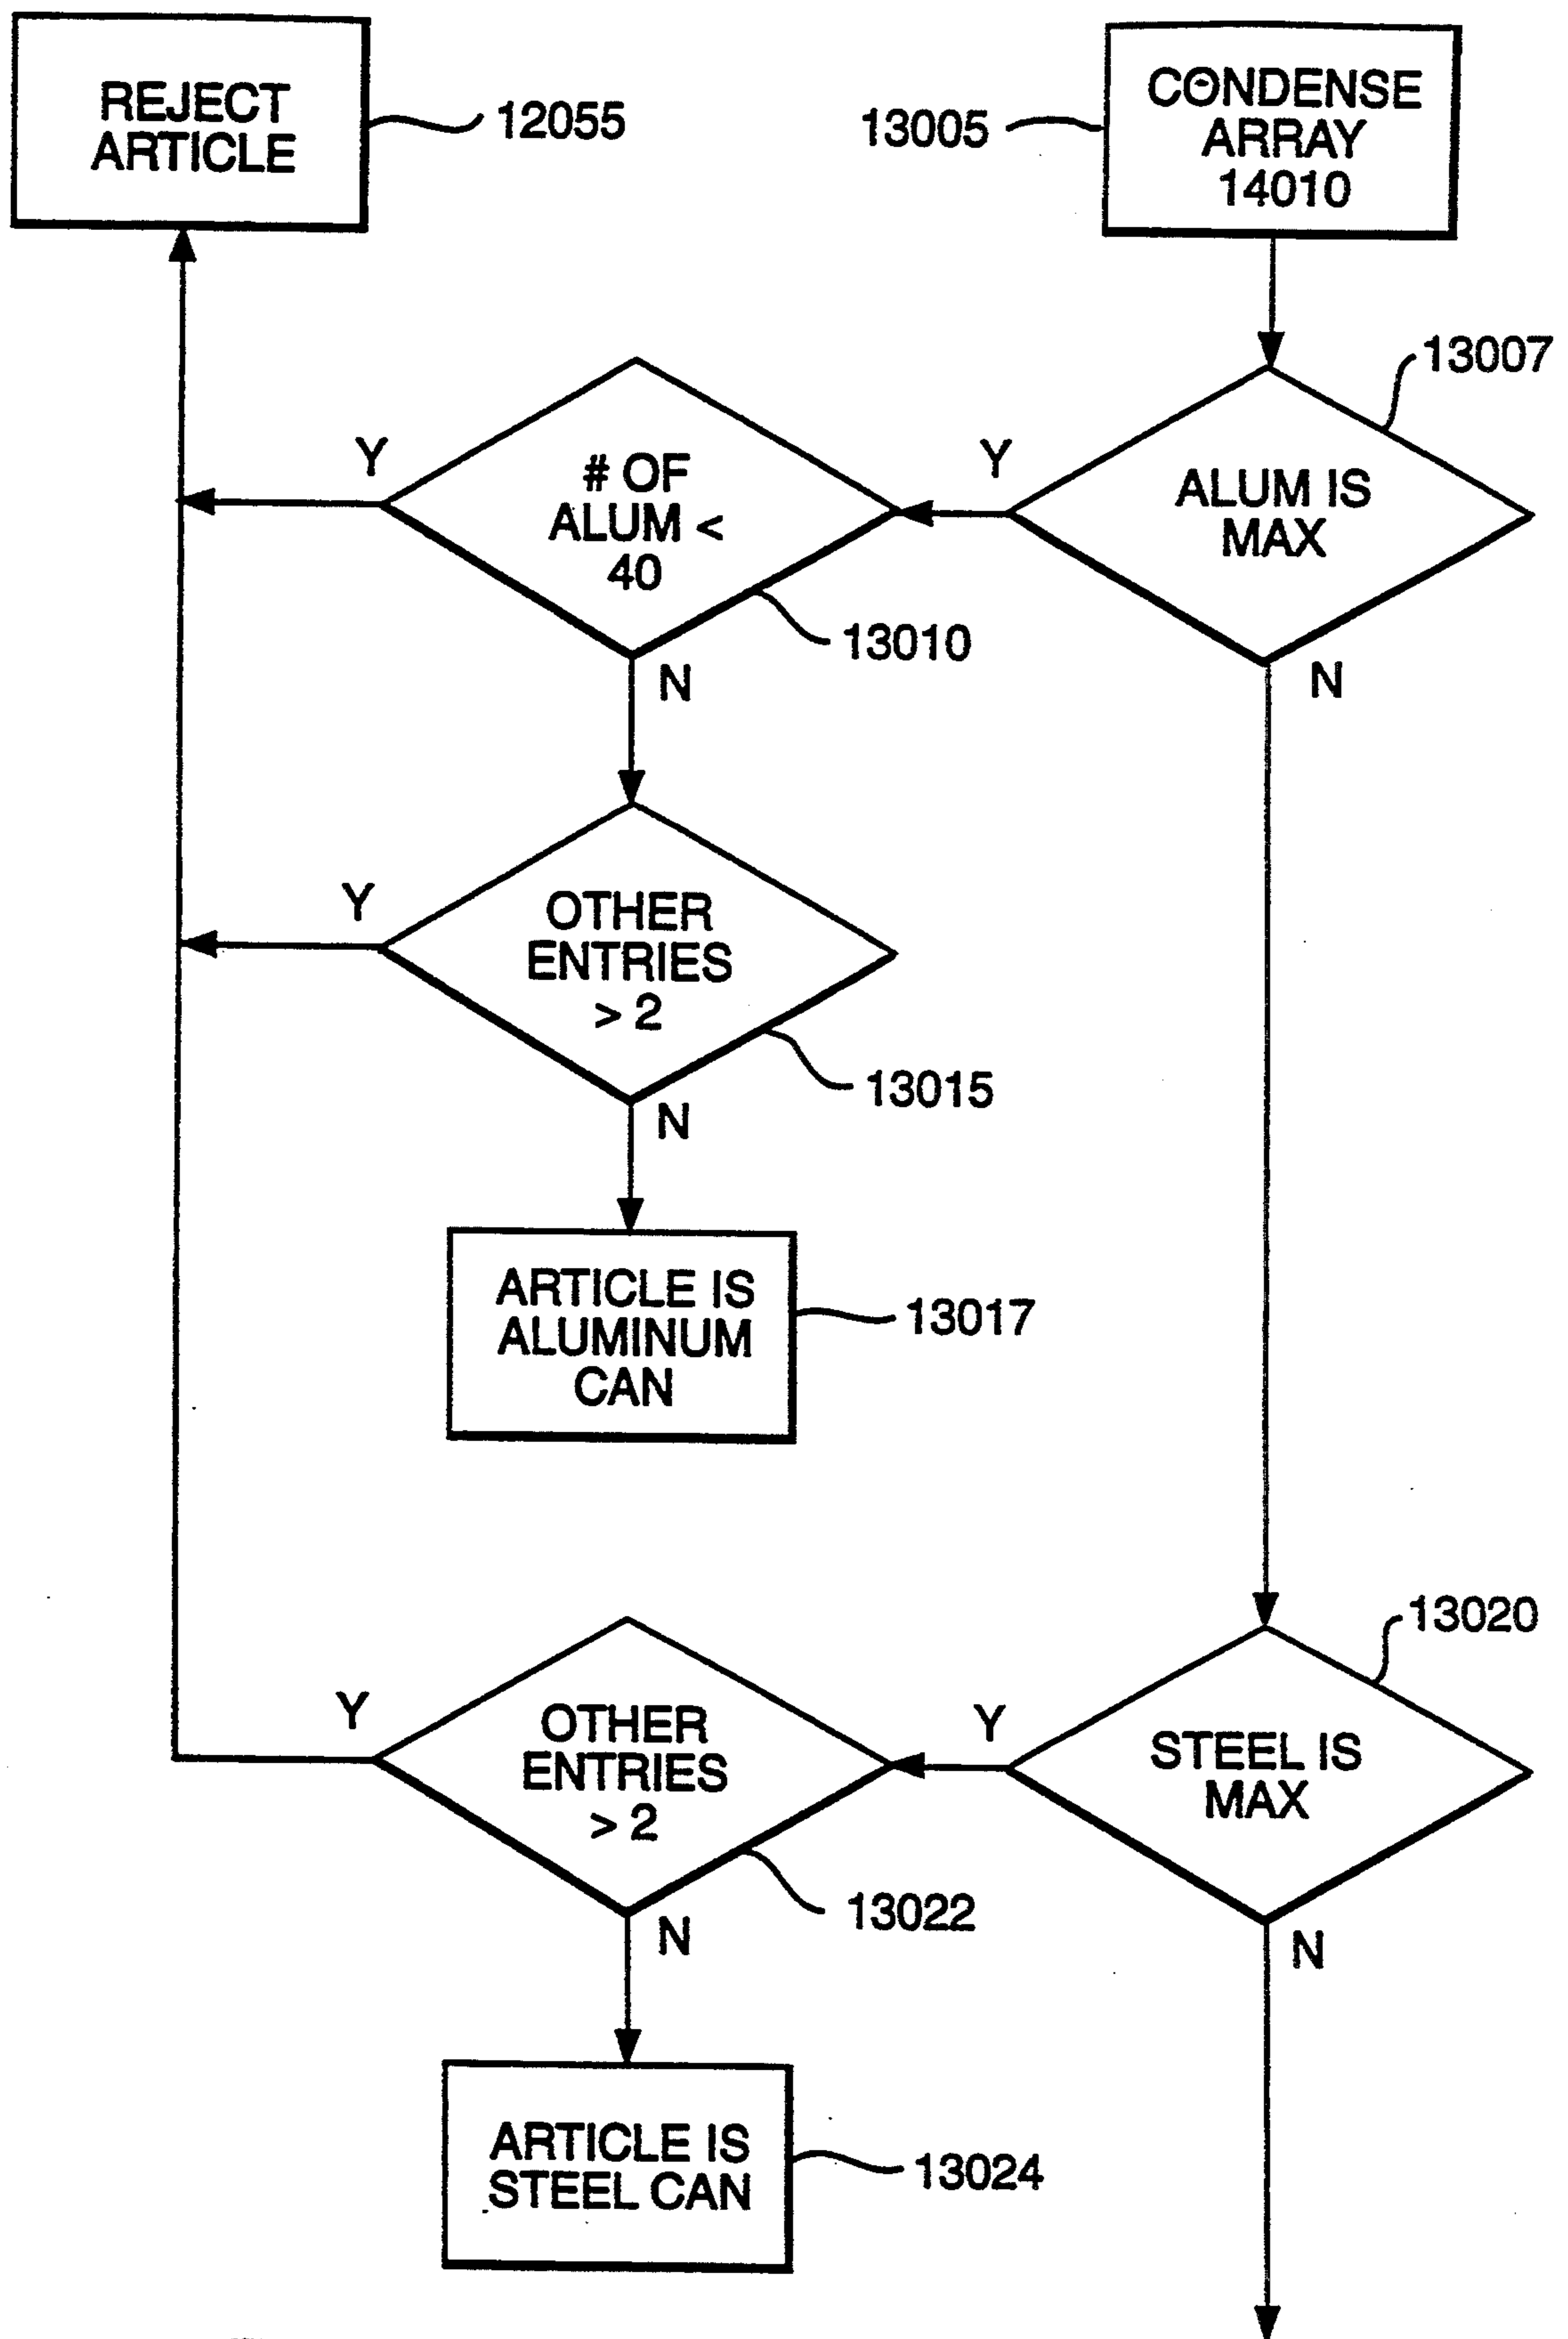 REJECT
ARTICLE
12055
13005
CONDENSE
ARRAY
14010
13007
Y
# OF
ALUM <
40
Y
ALUM IS
MAX
13010
N
N
Y
OTHER
ENTRIES
> 2
13015
N
ARTICLE IS
ALUMINUM
CAN
13017
13020
Y
OTHER
ENTRIES
> 2
Y
STEEL IS
MAX
13022
N
N
ARTICLE IS
STEEL CAN
13024